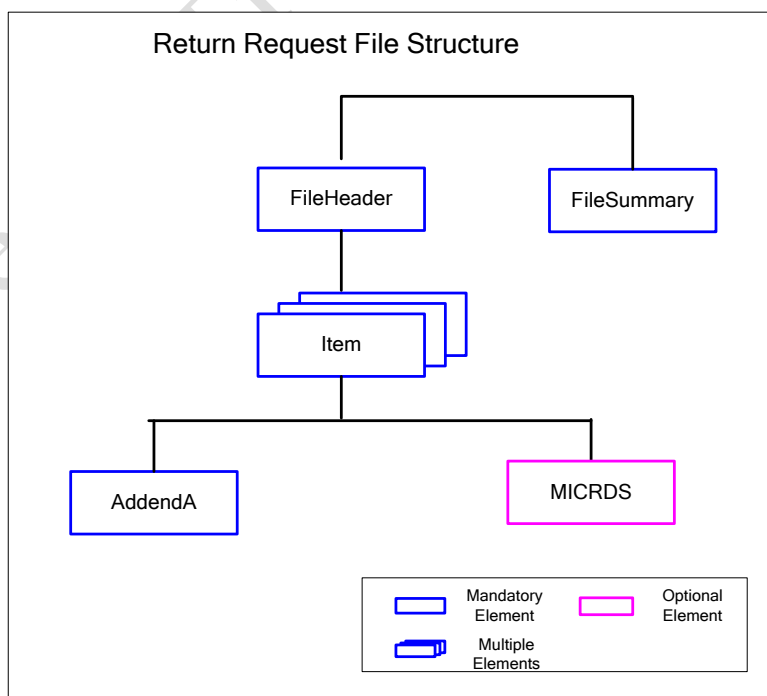 Return Request File Structure
FileHeader
FileSummary
Item
AddendA
MICRDS
Mandatory
Element
Optional
Element
Multiple
Elements